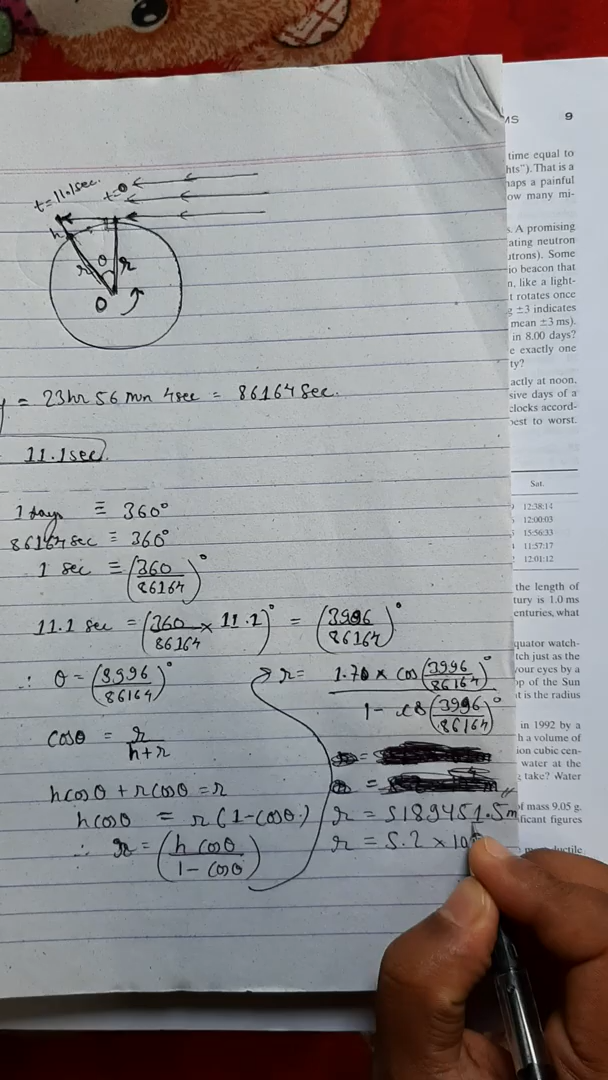 MS 9
time equal to
hts"). That is a
haps a painful
ow many mi-
s. A promising
ating neutron
utrons). Some
io beacon that
n, like a light-
t rotates once
g ±3 indicates
mean ±3 ms).
in 8.00 days?
e exactly one
ty?
actly at noon,
sive days of a
clocks accord-
best to worst.
Sat.
12:38:14
12:00:03
15:56:33
11:57:17
12:01:12
the length of
tury is 1.0 ms
enturies, what
quator watch-
tch just as the
your eyes by a
op of the Sun
t is the radius
in 1992 by a
h a volume of
ion cubic cen-
water at the
take? Water
of mass 9.05 g.
ficant figures
ductile
t=11.1sec. t=0
h
r θ r
O
y = 23hr 56 min 4sec = 86164 sec.
11.1sec.
1 day ≡ 360°
86164 sec ≡ 360°
1 sec ≡ (360/86164)°
11.1 sec = (360/86164 × 11.1)° = (3996/86164)°
∴ θ = (3996/86164)°
cosθ = r/h+r
hcosθ + rcosθ = r
hcosθ = r(1-cosθ.)
∴ r = (h cosθ/1 - cosθ)
r = 1.70 × cos(3996/86164)°/1 - cos(3996/86164)°
r = 5189451.5m
r = 5.2 × 10